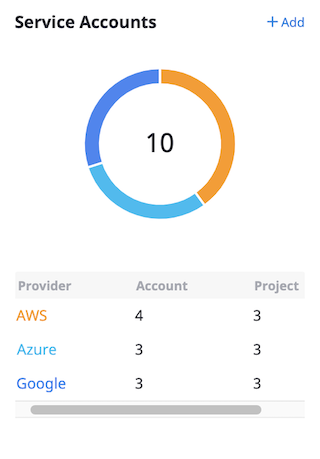 Service Accounts + Add
10
Provider Account Project
AWS 4 3
Azure 3 3
Google 3 3